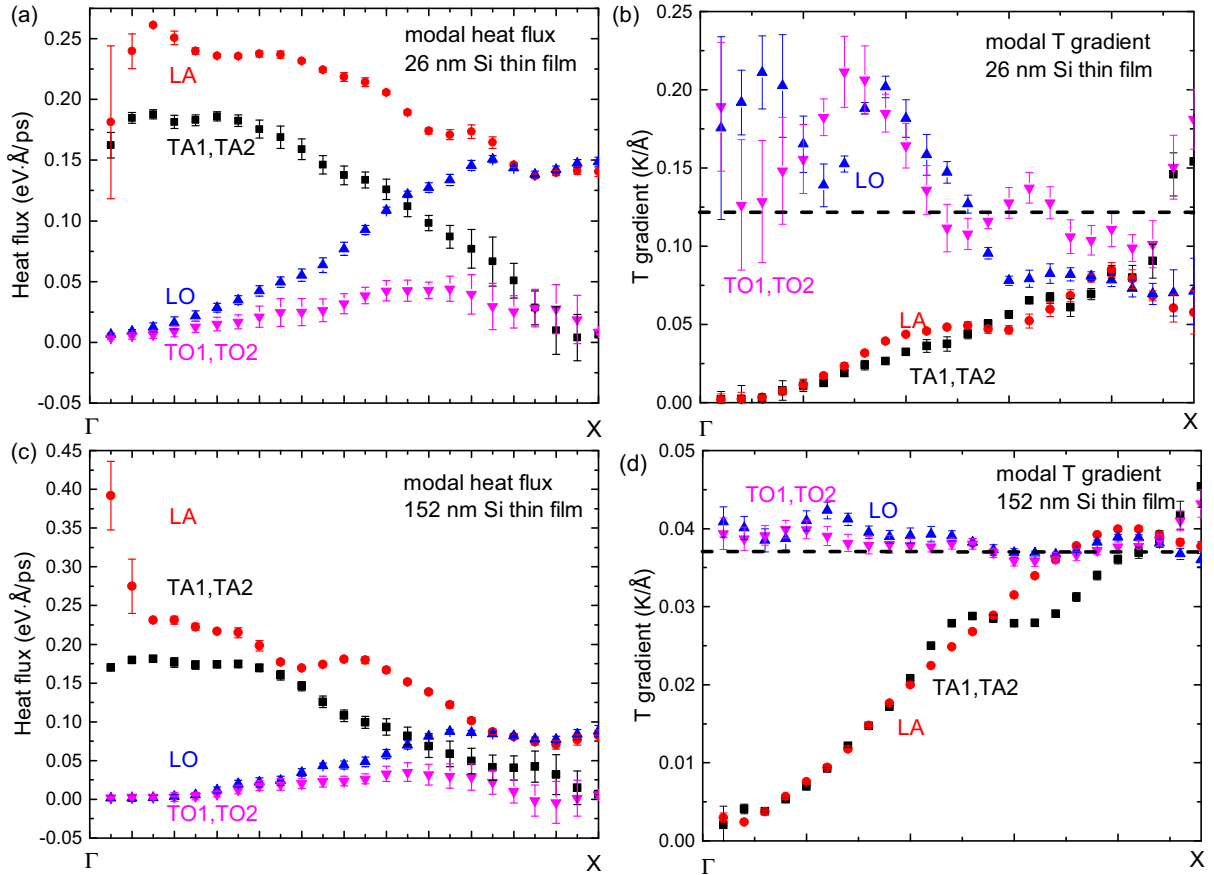 (a)
modal heat flux
26 nm Si thin film
LA
TA1,TA2
LO
TO1,TO2
Heat flux (eV·Å/ps)
0.25
0.20
0.15
0.10
0.05
0.00
-0.05
Γ
X
(b)
modal T gradient
26 nm Si thin film
LO
TO1,TO2
LA
TA1,TA2
T gradient (K/Å)
0.25
0.20
0.15
0.10
0.05
0.00
Γ
X
(c)
modal heat flux
152 nm Si thin film
LA
TA1,TA2
LO
TO1,TO2
Heat flux (eV·Å/ps)
0.45
0.40
0.35
0.30
0.25
0.20
0.15
0.10
0.05
0.00
-0.05
Γ
X
(d)
modal T gradient
152 nm Si thin film
TO1,TO2
LO
TA1,TA2
LA
T gradient (K/Å)
0.05
0.04
0.03
0.02
0.01
0.00
Γ
X